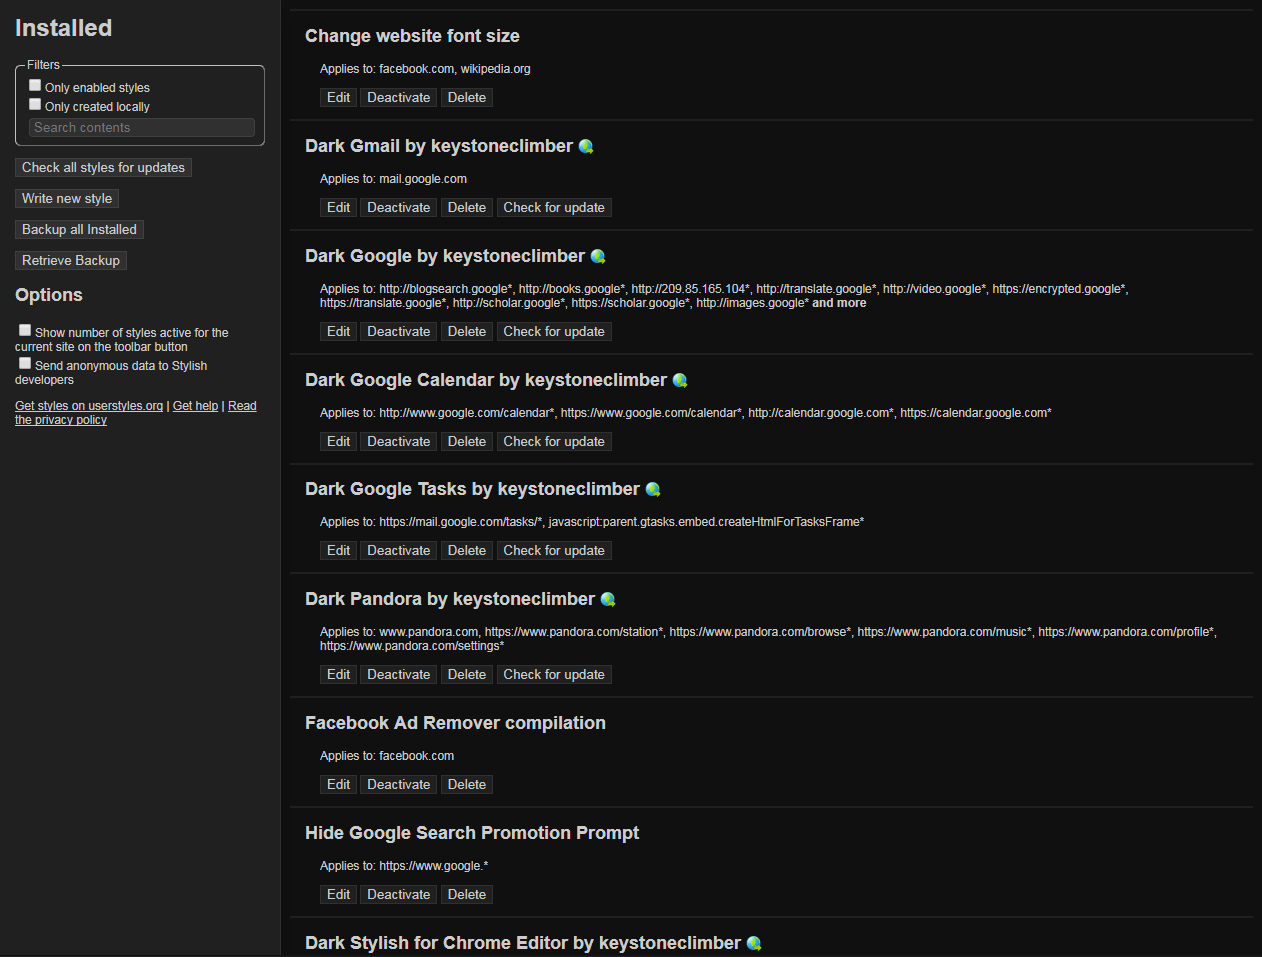 Installed
Filters
Only enabled styles
Only created locally
Search contents
Check all styles for updates
Write new style
Backup all Installed
Retrieve Backup
Options
Show number of styles active for the
current site on the toolbar button
Send anonymous data to Stylish
developers
Get styles on userstyles.org | Get help | Read
the privacy policy
Change website font size
Applies to: facebook.com, wikipedia.org
Edit Deactivate Delete
Dark Gmail by keystoneclimber
Applies to: mail.google.com
Edit Deactivate Delete Check for update
Dark Google by keystoneclimber
Applies to: http://blogsearch.google*, http://books.google*, http://209.85.165.104*, http://translate.google*, http://video.google*, https://encrypted.google*,
https://translate.google*, http://scholar.google*, https://scholar.google*, http://images.google* and more
Edit Deactivate Delete Check for update
Dark Google Calendar by keystoneclimber
Applies to: http://www.google.com/calendar*, https://www.google.com/calendar*, http://calendar.google.com*, https://calendar.google.com*
Edit Deactivate Delete Check for update
Dark Google Tasks by keystoneclimber
Applies to: https://mail.google.com/tasks/*, javascript:parent.gtasks.embed.createHtmlForTasksFrame*
Edit Deactivate Delete Check for update
Dark Pandora by keystoneclimber
Applies to: www.pandora.com, https://www.pandora.com/station*, https://www.pandora.com/browse*, https://www.pandora.com/music*, https://www.pandora.com/profile*,
https://www.pandora.com/settings*
Edit Deactivate Delete Check for update
Facebook Ad Remover compilation
Applies to: facebook.com
Edit Deactivate Delete
Hide Google Search Promotion Prompt
Applies to: https://www.google.*
Edit Deactivate Delete
Dark Stylish for Chrome Editor by keystoneclimber